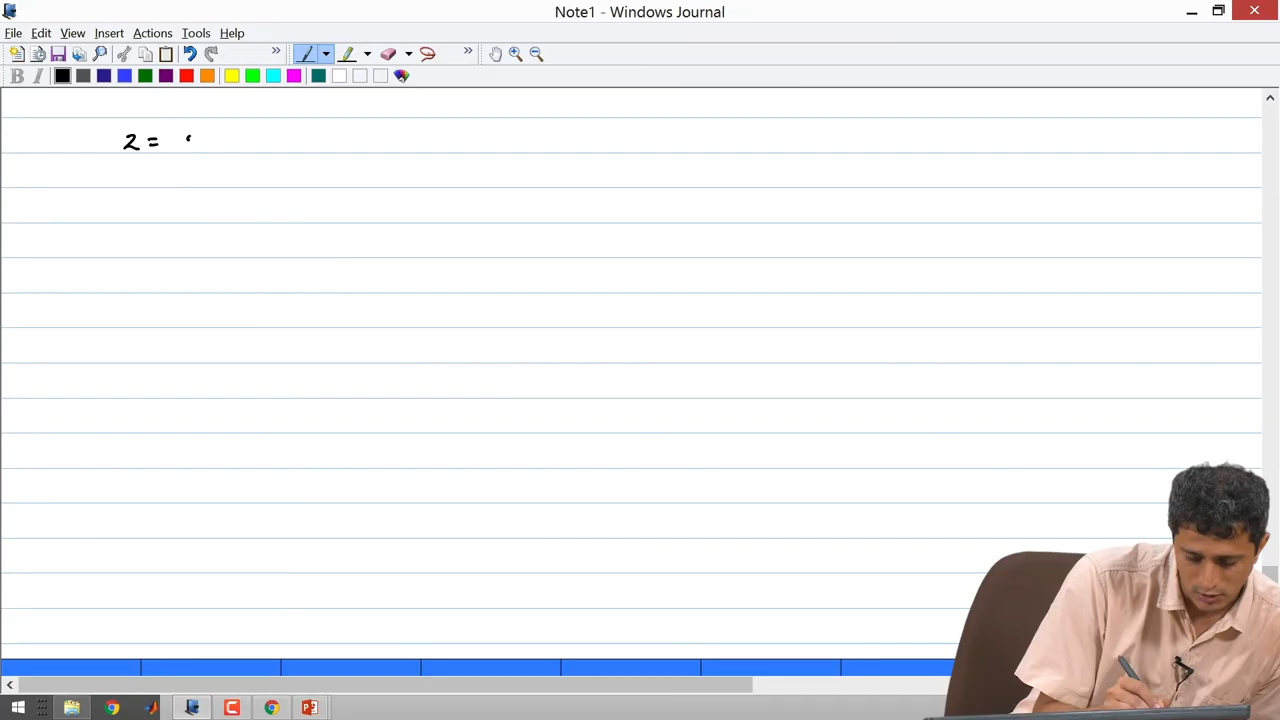 Note1 - Windows Journal
File Edit View Insert Actions Tools Help
B I
2 =